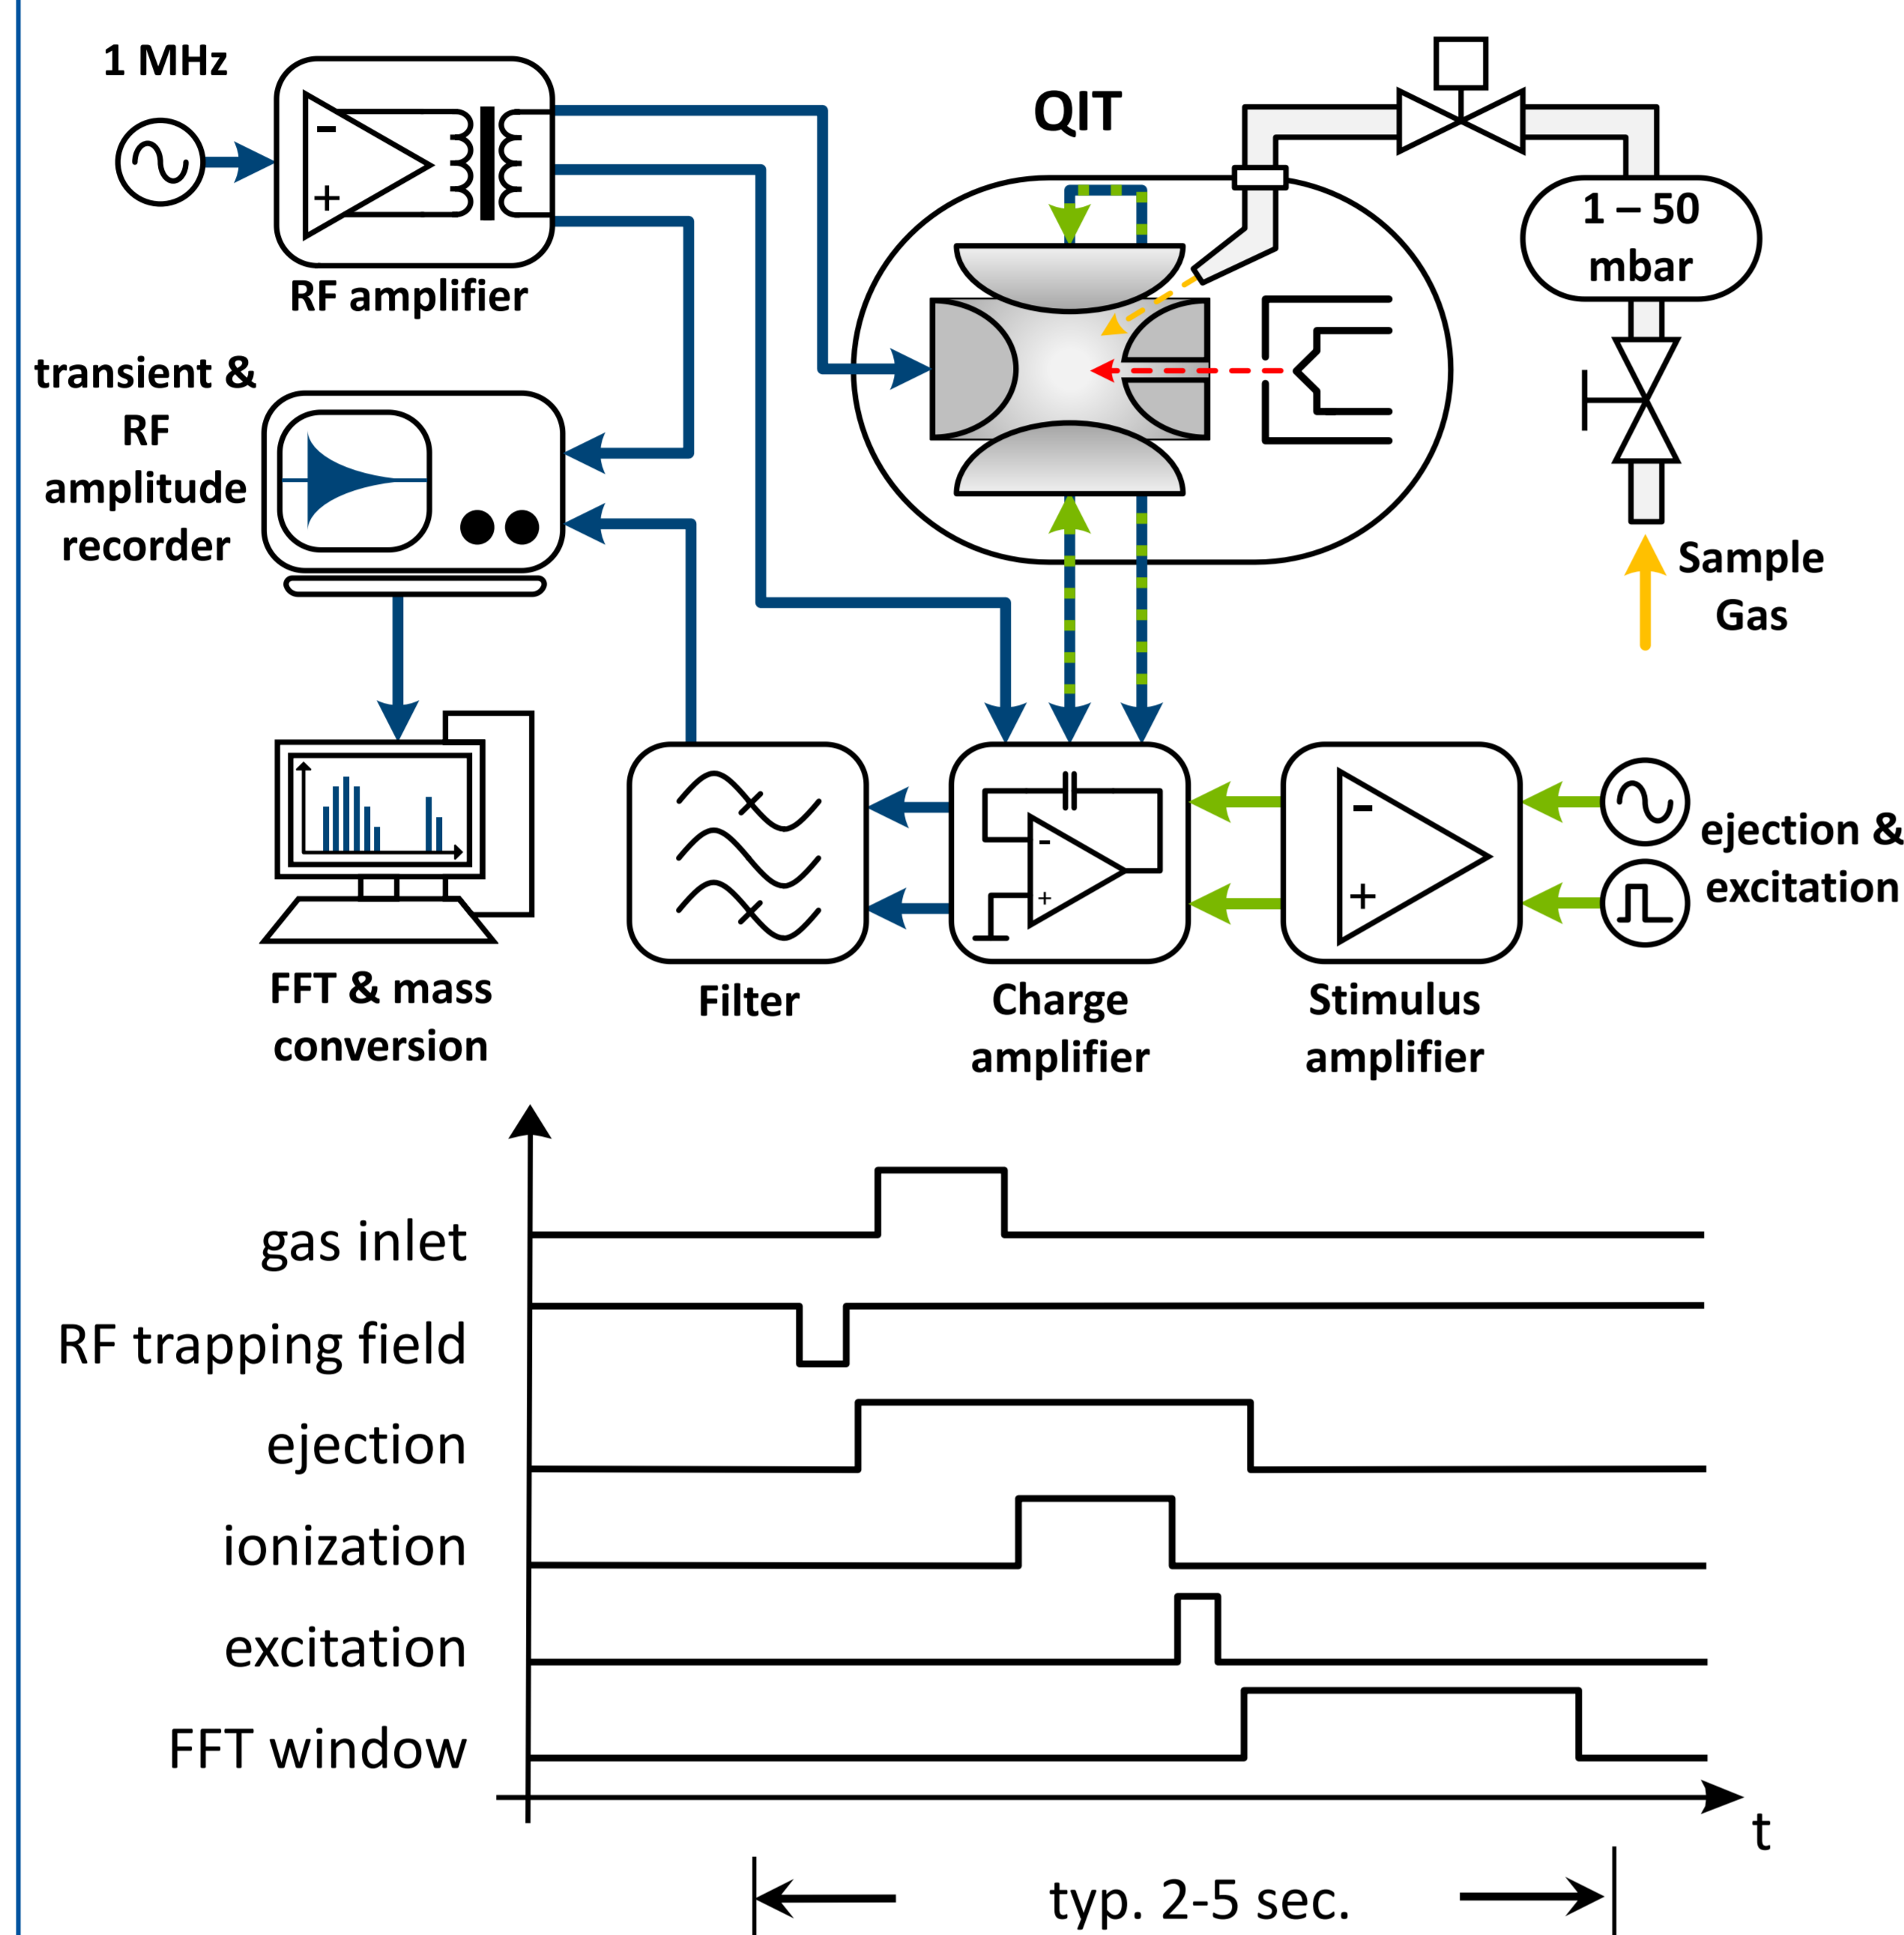 1 MHz
RF amplifier
QIT
1 – 50
mbar
transient &
RF
amplitude
recorder
Sample
Gas
ejection &
excitation
FFT & mass
conversion
Filter
Charge
amplifier
Stimulus
amplifier
gas inlet
RF trapping field
ejection
ionization
excitation
FFT window
t
typ. 2-5 sec.